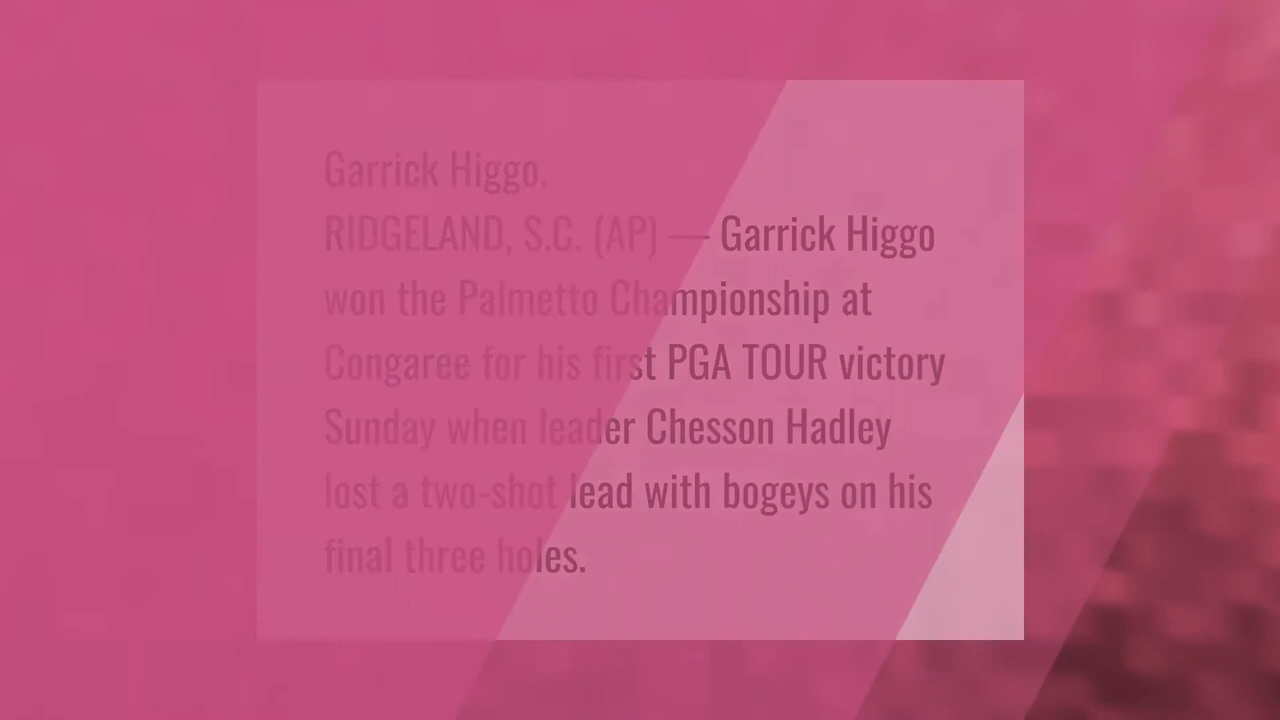 Garrick Higgo.
RIDGELAND, S.C. (AP) — Garrick Higgo
won the Palmetto Championship at
Congaree for his first PGA TOUR victory
Sunday when leader Chesson Hadley
lost a two-shot lead with bogeys on his
final three holes.